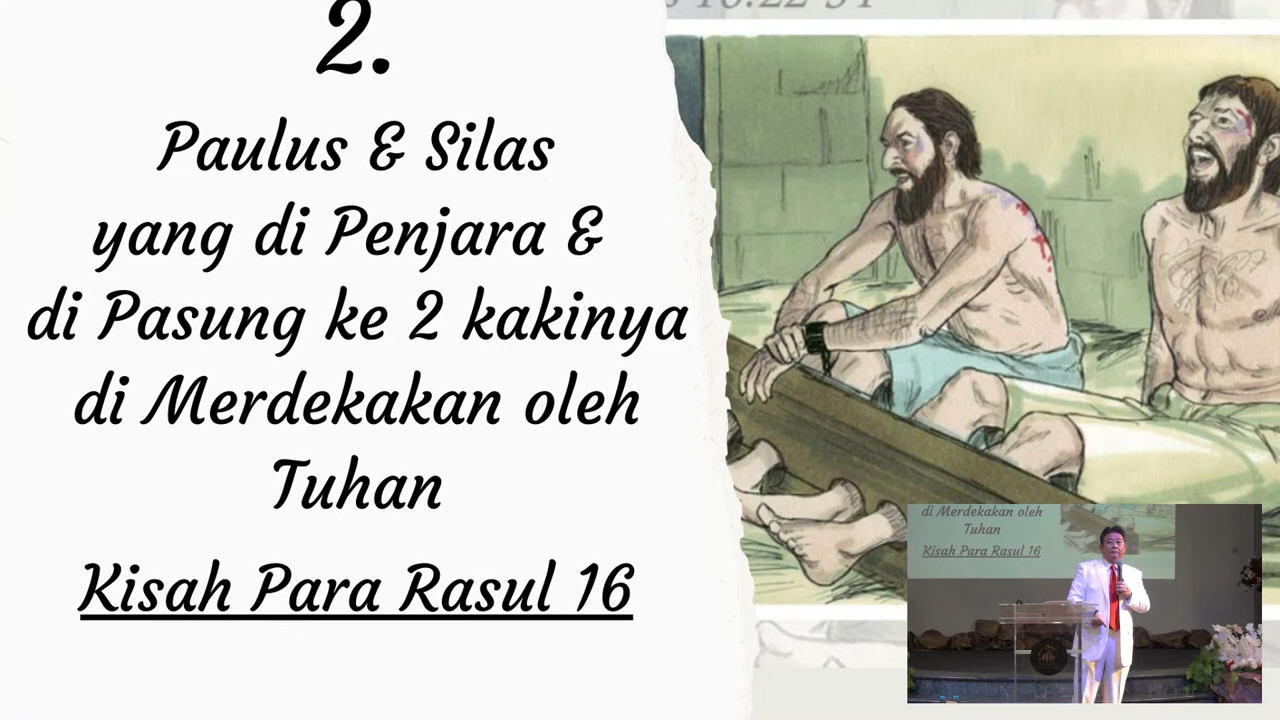 2.
Paulus & Silas
yang di Penjara &
di Pasung ke 2 kakinya
di Merdekakan oleh
Tuhan
Kisah Para Rasul 16
di Merdekakan oleh
Tuhan
Kisah Para Rasul 16